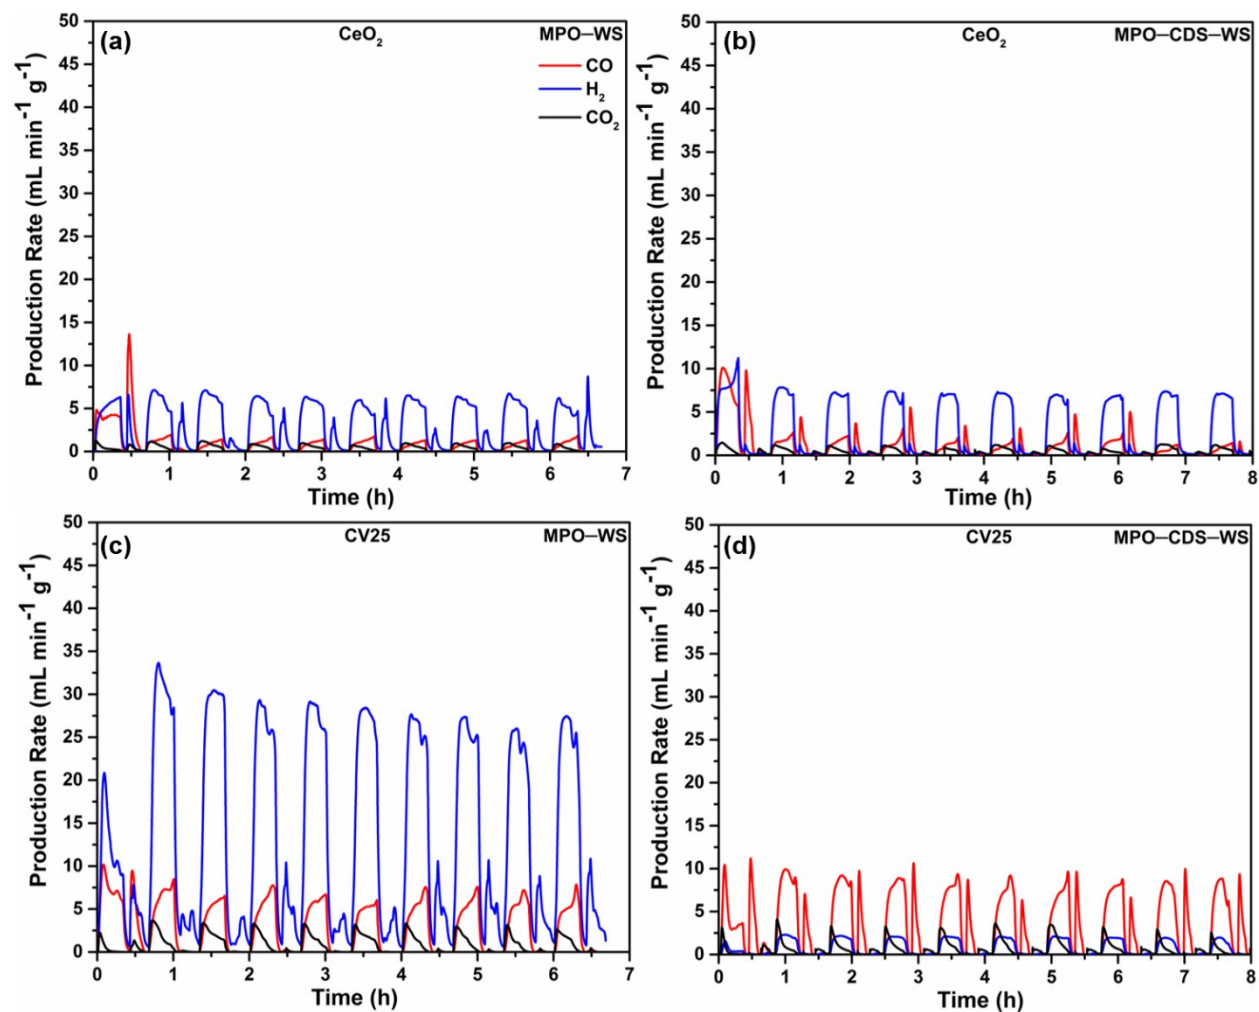 (a) CeO₂ MPO–WS
CO
H₂
CO₂
Production Rate (mL min⁻¹ g⁻¹)
50
45
40
35
30
25
20
15
10
5
0
0 1 2 3 4 5 6 7
Time (h)
(b) CeO₂ MPO–CDS–WS
Production Rate (mL min⁻¹ g⁻¹)
50
45
40
35
30
25
20
15
10
5
0
0 1 2 3 4 5 6 7 8
Time (h)
(c) CV25 MPO–WS
Production Rate (mL min⁻¹ g⁻¹)
50
45
40
35
30
25
20
15
10
5
0
0 1 2 3 4 5 6 7
Time (h)
(d) CV25 MPO–CDS–WS
Production Rate (mL min⁻¹ g⁻¹)
50
45
40
35
30
25
20
15
10
5
0
0 1 2 3 4 5 6 7 8
Time (h)